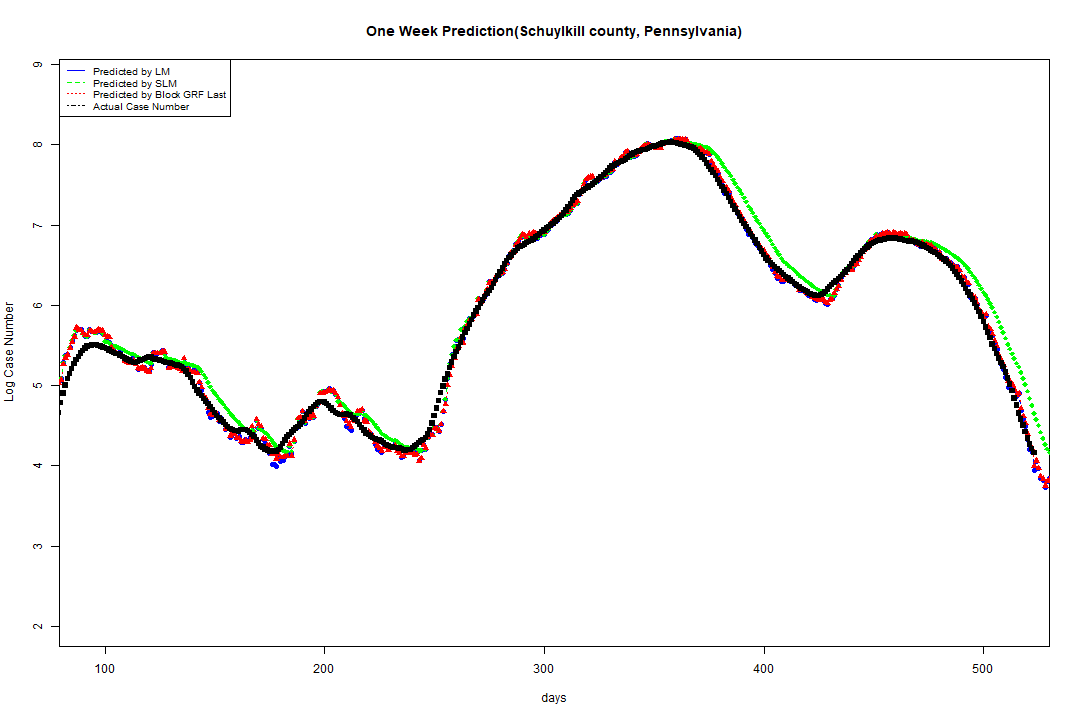 One Week Prediction(Schuylkill county, Pennsylvania)
Predicted by LM
Predicted by SLM
Predicted by Block GRF Last
Actual Case Number
9
8
7
6
5
4
3
2
Log Case Number
100 200 300 400 500
days